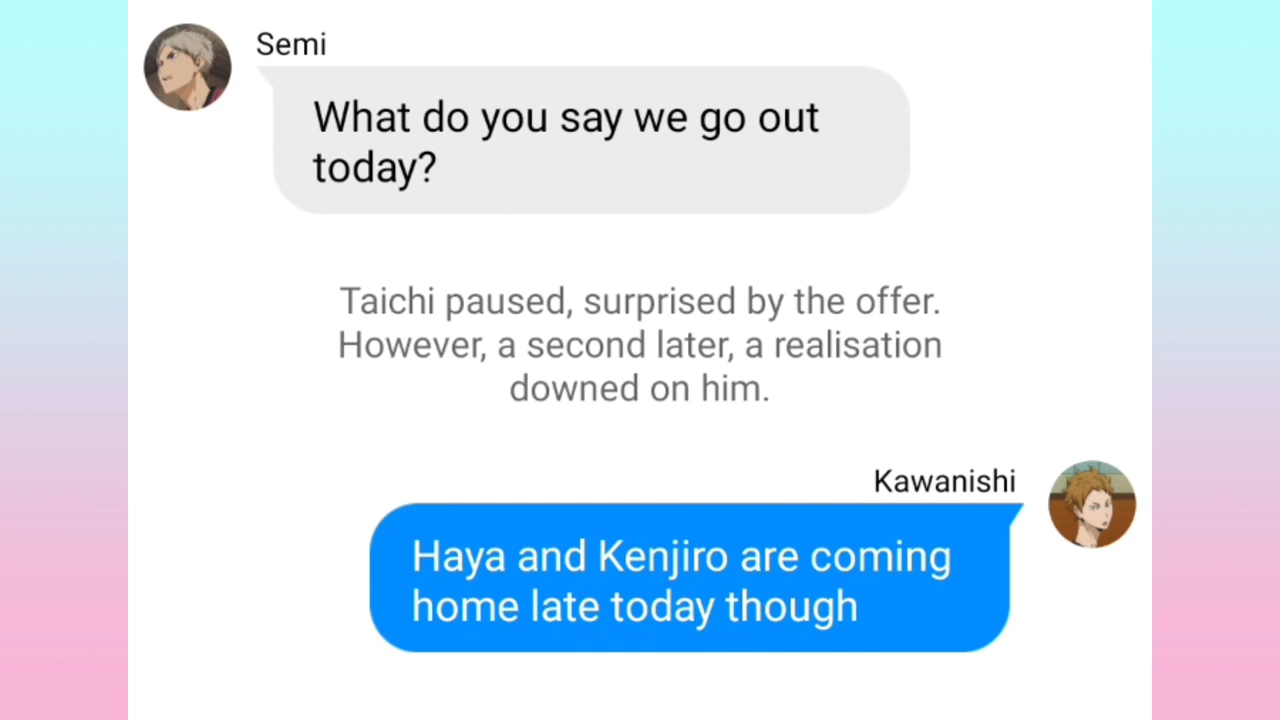 Semi
What do you say we go out
today?
Taichi paused, surprised by the offer.
However, a second later, a realisation
downed on him.
Kawanishi
Haya and Kenjiro are coming
home late today though